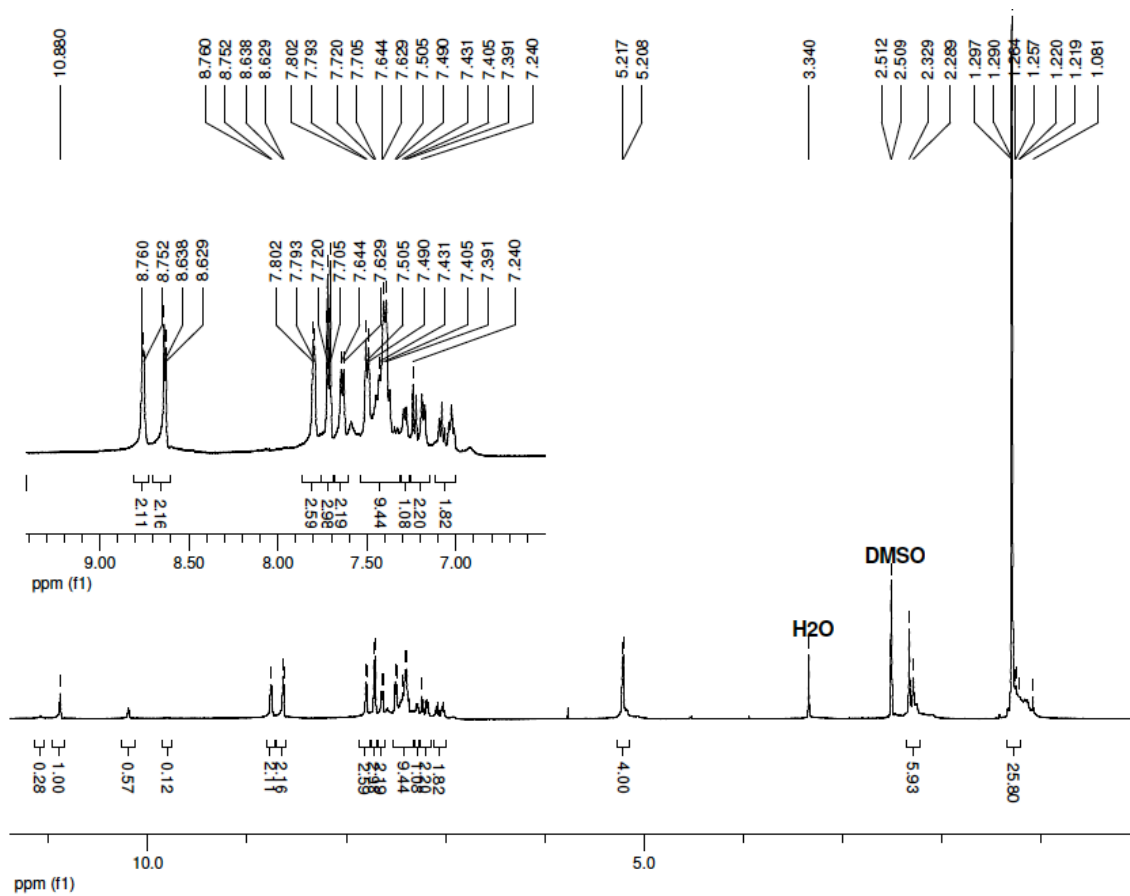 10.880 8.760 8.752 8.638 8.629 7.802 7.793 7.720 7.705 7.644 7.629 7.505 7.490 7.431 7.405 7.391 7.240 5.217 5.208 3.340 2.512 2.509 2.329 2.289 1.297 1.290 1.264 1.257 1.220 1.219 1.081
8.760 8.752 8.638 8.629 7.802 7.793 7.720 7.705 7.644 7.629 7.505 7.490 7.431 7.405 7.391 7.240
2.11 2.16 2.59 2.98 2.19 9.44 1.08 2.20 1.82
9.00 8.50 8.00 7.50 7.00
ppm (f1)
DMSO
H2O
0.28 1.00 0.57 0.12 2.11 2.16 2.59 2.98 2.19 9.44 1.08 2.20 1.82 4.00 5.93 25.80
10.0 5.0
ppm (f1)